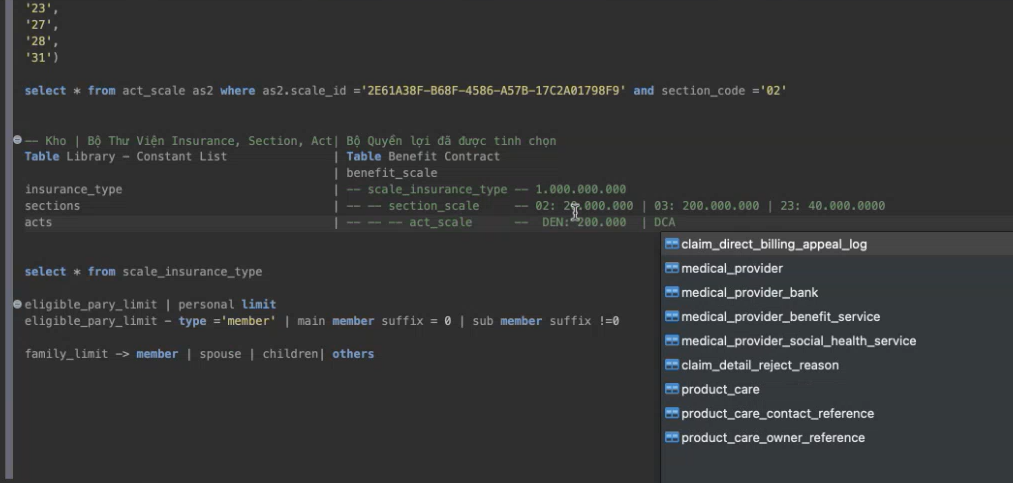 '23',
'27',
'28',
'31')
select * from act_scale as2 where as2.scale_id ='2E61A38F-B68F-4586-A57B-17C2A01798F9' and section_code ='02'
-- Kho | Bộ Thư Viện Insurance, Section, Act| Bộ Quyền lợi đã được tinh chọn
Table Library - Constant List | Table Benefit Contract
| benefit_scale
insurance_type | -- scale_insurance_type -- 1.000.000.000
sections | -- -- section_scale -- 02: .000.000 | 03: 200.000.000 | 23: 40.000.0000
acts | -- -- -- act_scale -- DEN: 200.000 | DCA
claim_direct_billing_appeal_log
medical_provider
medical_provider_bank
medical_provider_benefit_service
medical_provider_social_health_service
claim_detail_reject_reason
product_care
product_care_contact_reference
product_care_owner_reference
select * from scale_insurance_type
eligible_pary_limit | personal limit
eligible_pary_limit - type ='member' | main member suffix = 0 | sub member suffix !=0
family_limit -> member | spouse | children| others